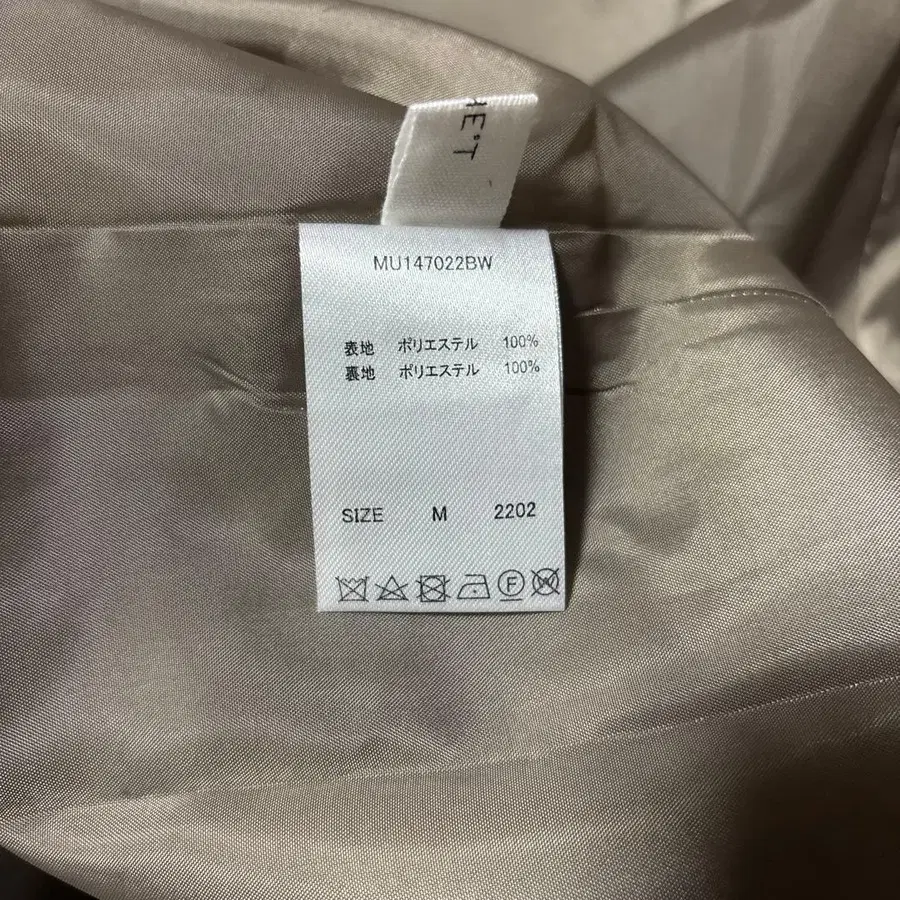 HE°T
MU147022BW
表地 ポリエステル 100%
裏地 ポリエステル 100%
SIZE M 2202
F W